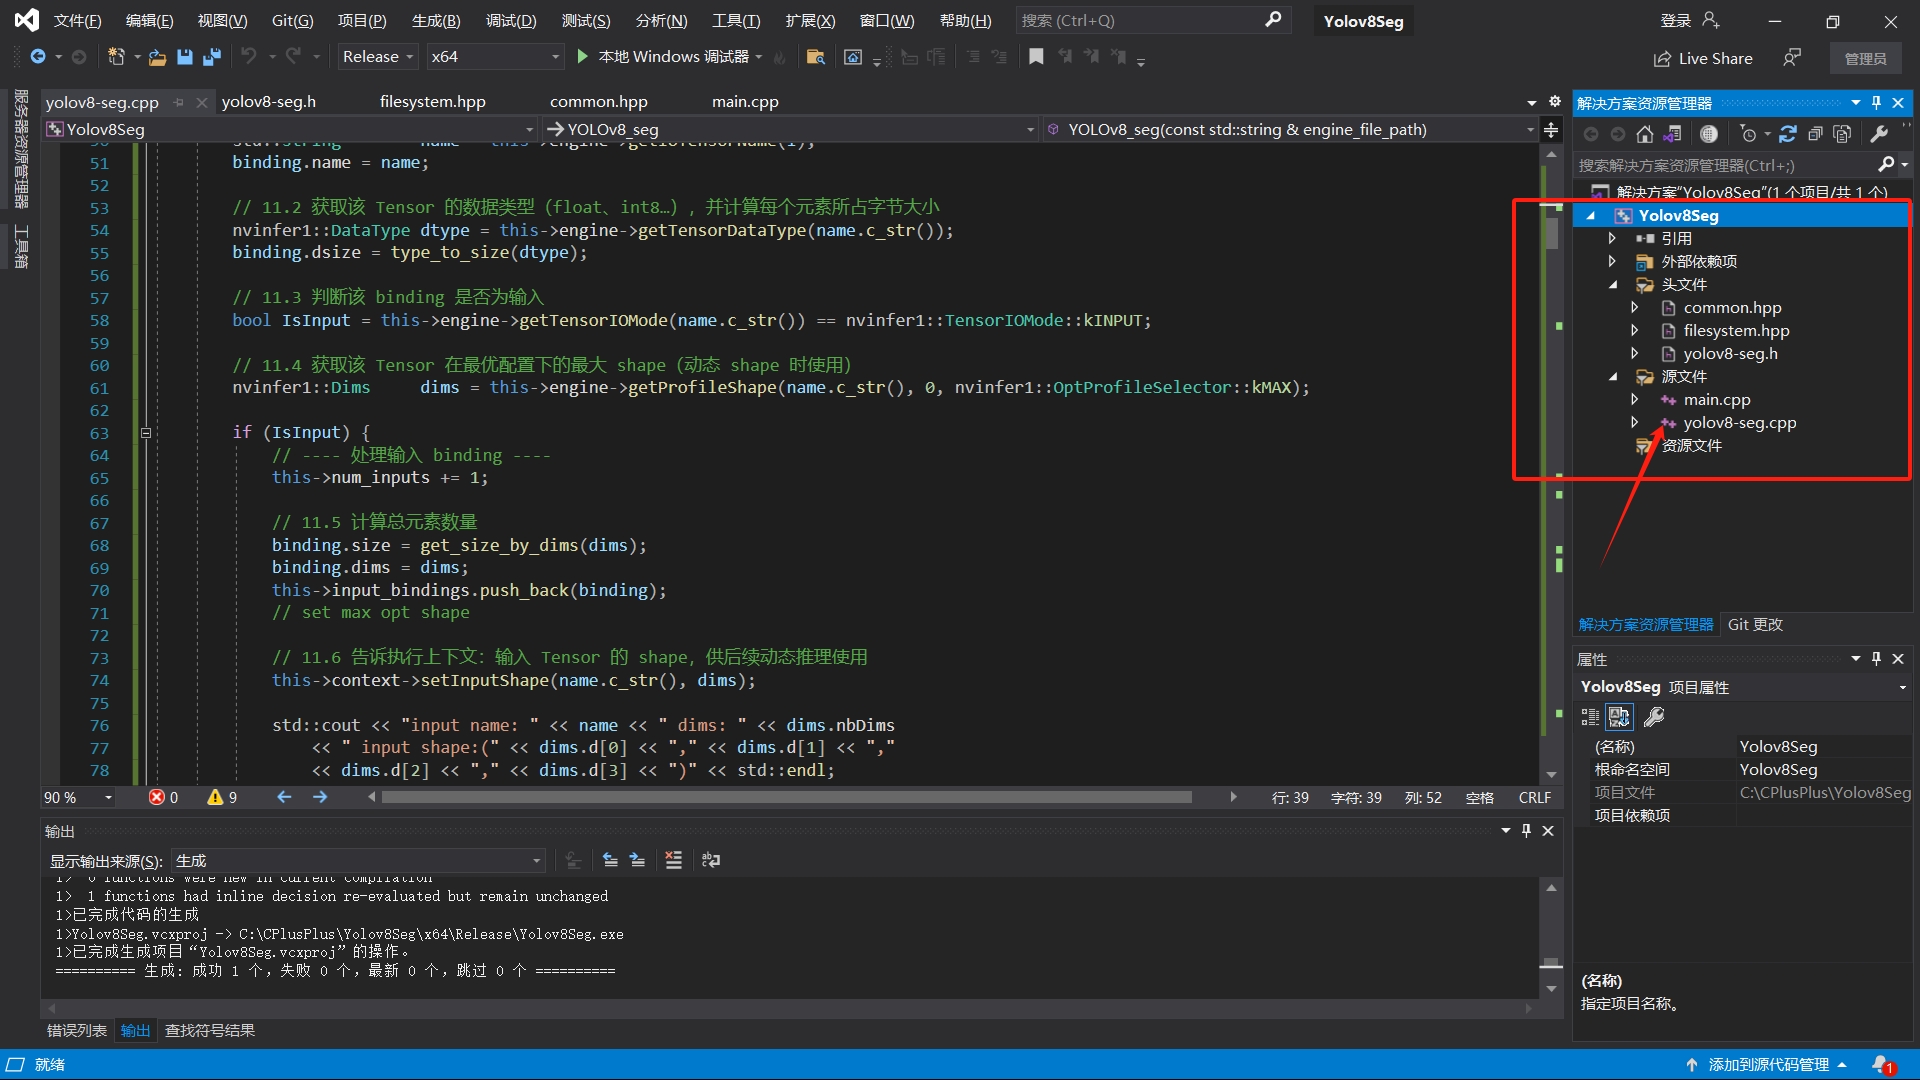 文件(F) 编辑(E) 视图(V) Git(G) 项目(P) 生成(B) 调试(D) 测试(S) 分析(N) 工具(T) 扩展(X) 窗口(W) 帮助(H) 搜索 (Ctrl+Q) Yolov8Seg 登录
Release x64 本地 Windows 调试器 Live Share 管理员
服务器资源管理器
工具箱
yolov8-seg.cpp yolov8-seg.h filesystem.hpp common.hpp main.cpp
Yolov8Seg YOLOv8_seg YOLOv8_seg(const std::string & engine_file_path)
51 binding.name = name;
52
53 // 11.2 获取该 Tensor 的数据类型（float、int8…），并计算每个元素所占字节大小
54 nvinfer1::DataType dtype = this->engine->getTensorDataType(name.c_str());
55 binding.dsize = type_to_size(dtype);
56
57 // 11.3 判断该 binding 是否为输入
58 bool IsInput = this->engine->getTensorIOMode(name.c_str()) == nvinfer1::TensorIOMode::kINPUT;
59
60 // 11.4 获取该 Tensor 在最优配置下的最大 shape（动态 shape 时使用）
61 nvinfer1::Dims dims = this->engine->getProfileShape(name.c_str(), 0, nvinfer1::OptProfileSelector::kMAX);
62
63 if (IsInput) {
64 // ---- 处理输入 binding ----
65 this->num_inputs += 1;
66
67 // 11.5 计算总元素数量
68 binding.size = get_size_by_dims(dims);
69 binding.dims = dims;
70 this->input_bindings.push_back(binding);
71 // set max opt shape
72
73 // 11.6 告诉执行上下文：输入 Tensor 的 shape，供后续动态推理使用
74 this->context->setInputShape(name.c_str(), dims);
75
76 std::cout << "input name: " << name << " dims: " << dims.nbDims
77 << " input shape:(" << dims.d[0] << "," << dims.d[1] << ","
78 << dims.d[2] << "," << dims.d[3] << ")" << std::endl;
90 % 0 9 行: 39 字符: 39 列: 52 空格 CRLF
输出
显示输出来源(S): 生成
1> 0 functions were new in current compilation
1> 1 functions had inline decision re-evaluated but remain unchanged
1>已完成代码的生成
1>Yolov8Seg.vcxproj -> C:\CPlusPlus\Yolov8Seg\x64\Release\Yolov8Seg.exe
1>已完成生成项目“Yolov8Seg.vcxproj”的操作。
========== 生成: 成功 1 个，失败 0 个，最新 0 个，跳过 0 个 ==========
错误列表 输出 查找符号结果
解决方案资源管理器
搜索解决方案资源管理器(Ctrl+;)
解决方案“Yolov8Seg”(1 个项目/共 1 个)
Yolov8Seg
引用
外部依赖项
头文件
common.hpp
filesystem.hpp
yolov8-seg.h
源文件
main.cpp
yolov8-seg.cpp
资源文件
解决方案资源管理器 Git 更改
属性
Yolov8Seg 项目属性
(名称) Yolov8Seg
根命名空间 Yolov8Seg
项目文件 C:\CPlusPlus\Yolov8Seg
项目依赖项
(名称)
指定项目名称。
就绪 添加到源代码管理 1